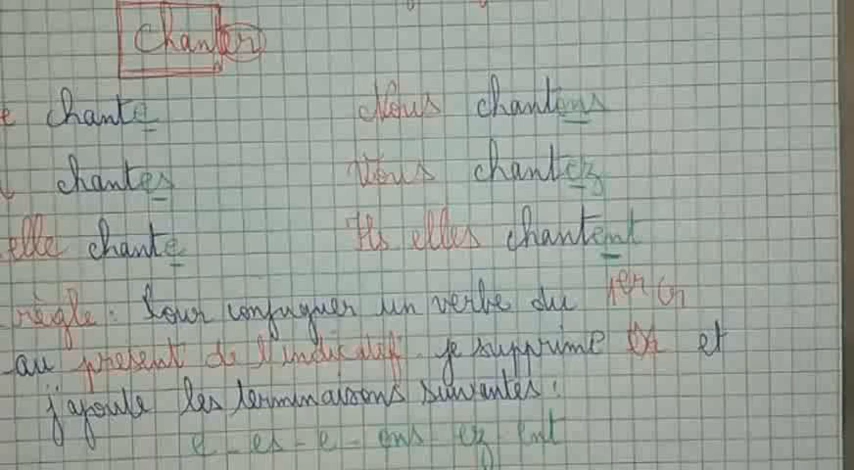 Chanter
e chante Nous chantons
chantes Vous chantez
elle chante Ils elles chantent
règle : Pour conjuguer un verbe du 1er Gr
au présent de l'indicatif. je supprime er et
j'ajoute les terminaisons suivantes :
e - es - e - ons - ez ent